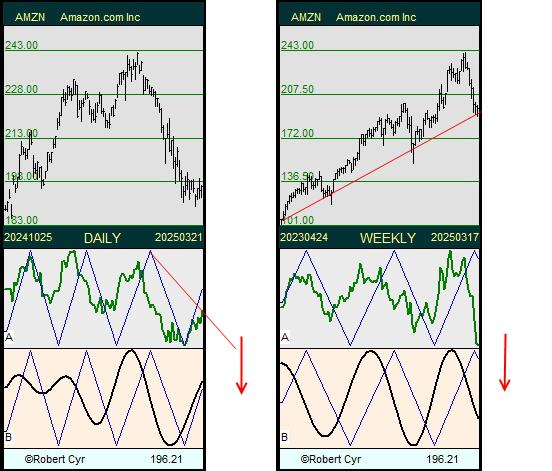 AMZN Amazon.com Inc
243.00
228.00
213.00
198.00
183.00
20241025 DAILY 20250321
A
B
©Robert Cyr 196.21
AMZN Amazon.com Inc
243.00
207.50
172.00
136.50
101.00
20230424 WEEKLY 20250317
A
B
©Robert Cyr 196.21